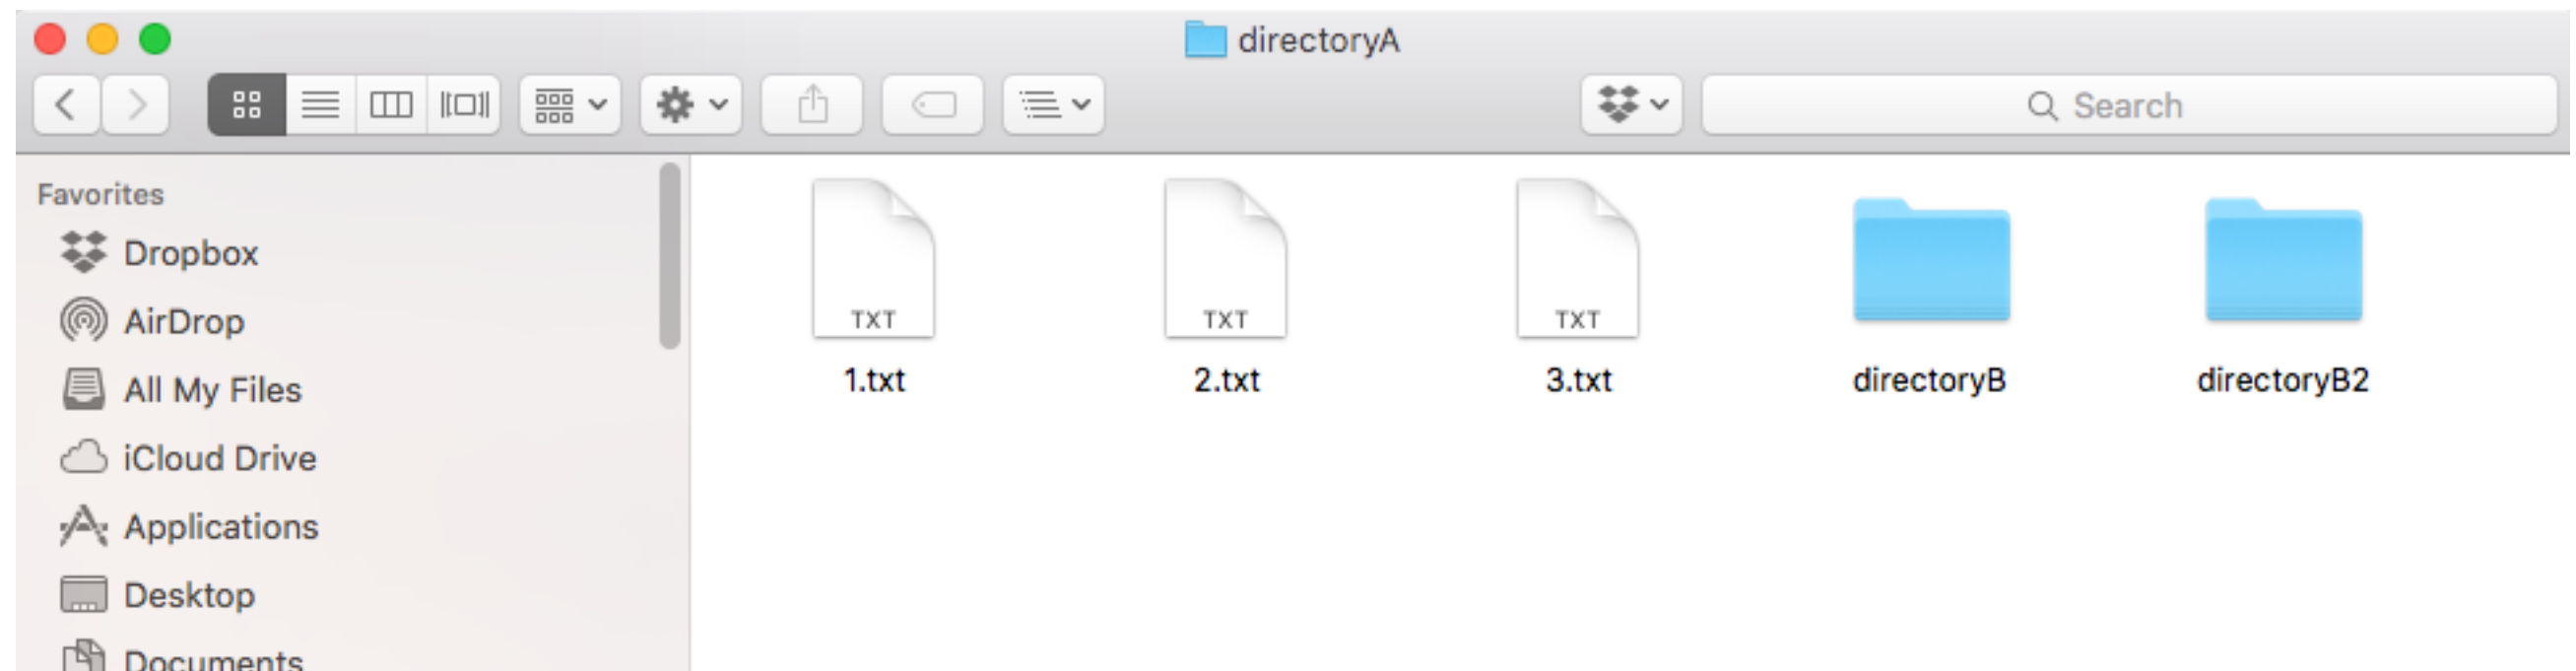 directoryA
Search
Favorites
Dropbox
AirDrop
All My Files
iCloud Drive
Applications
Desktop
Documents
TXT
TXT
TXT
1.txt
2.txt
3.txt
directoryB
directoryB2